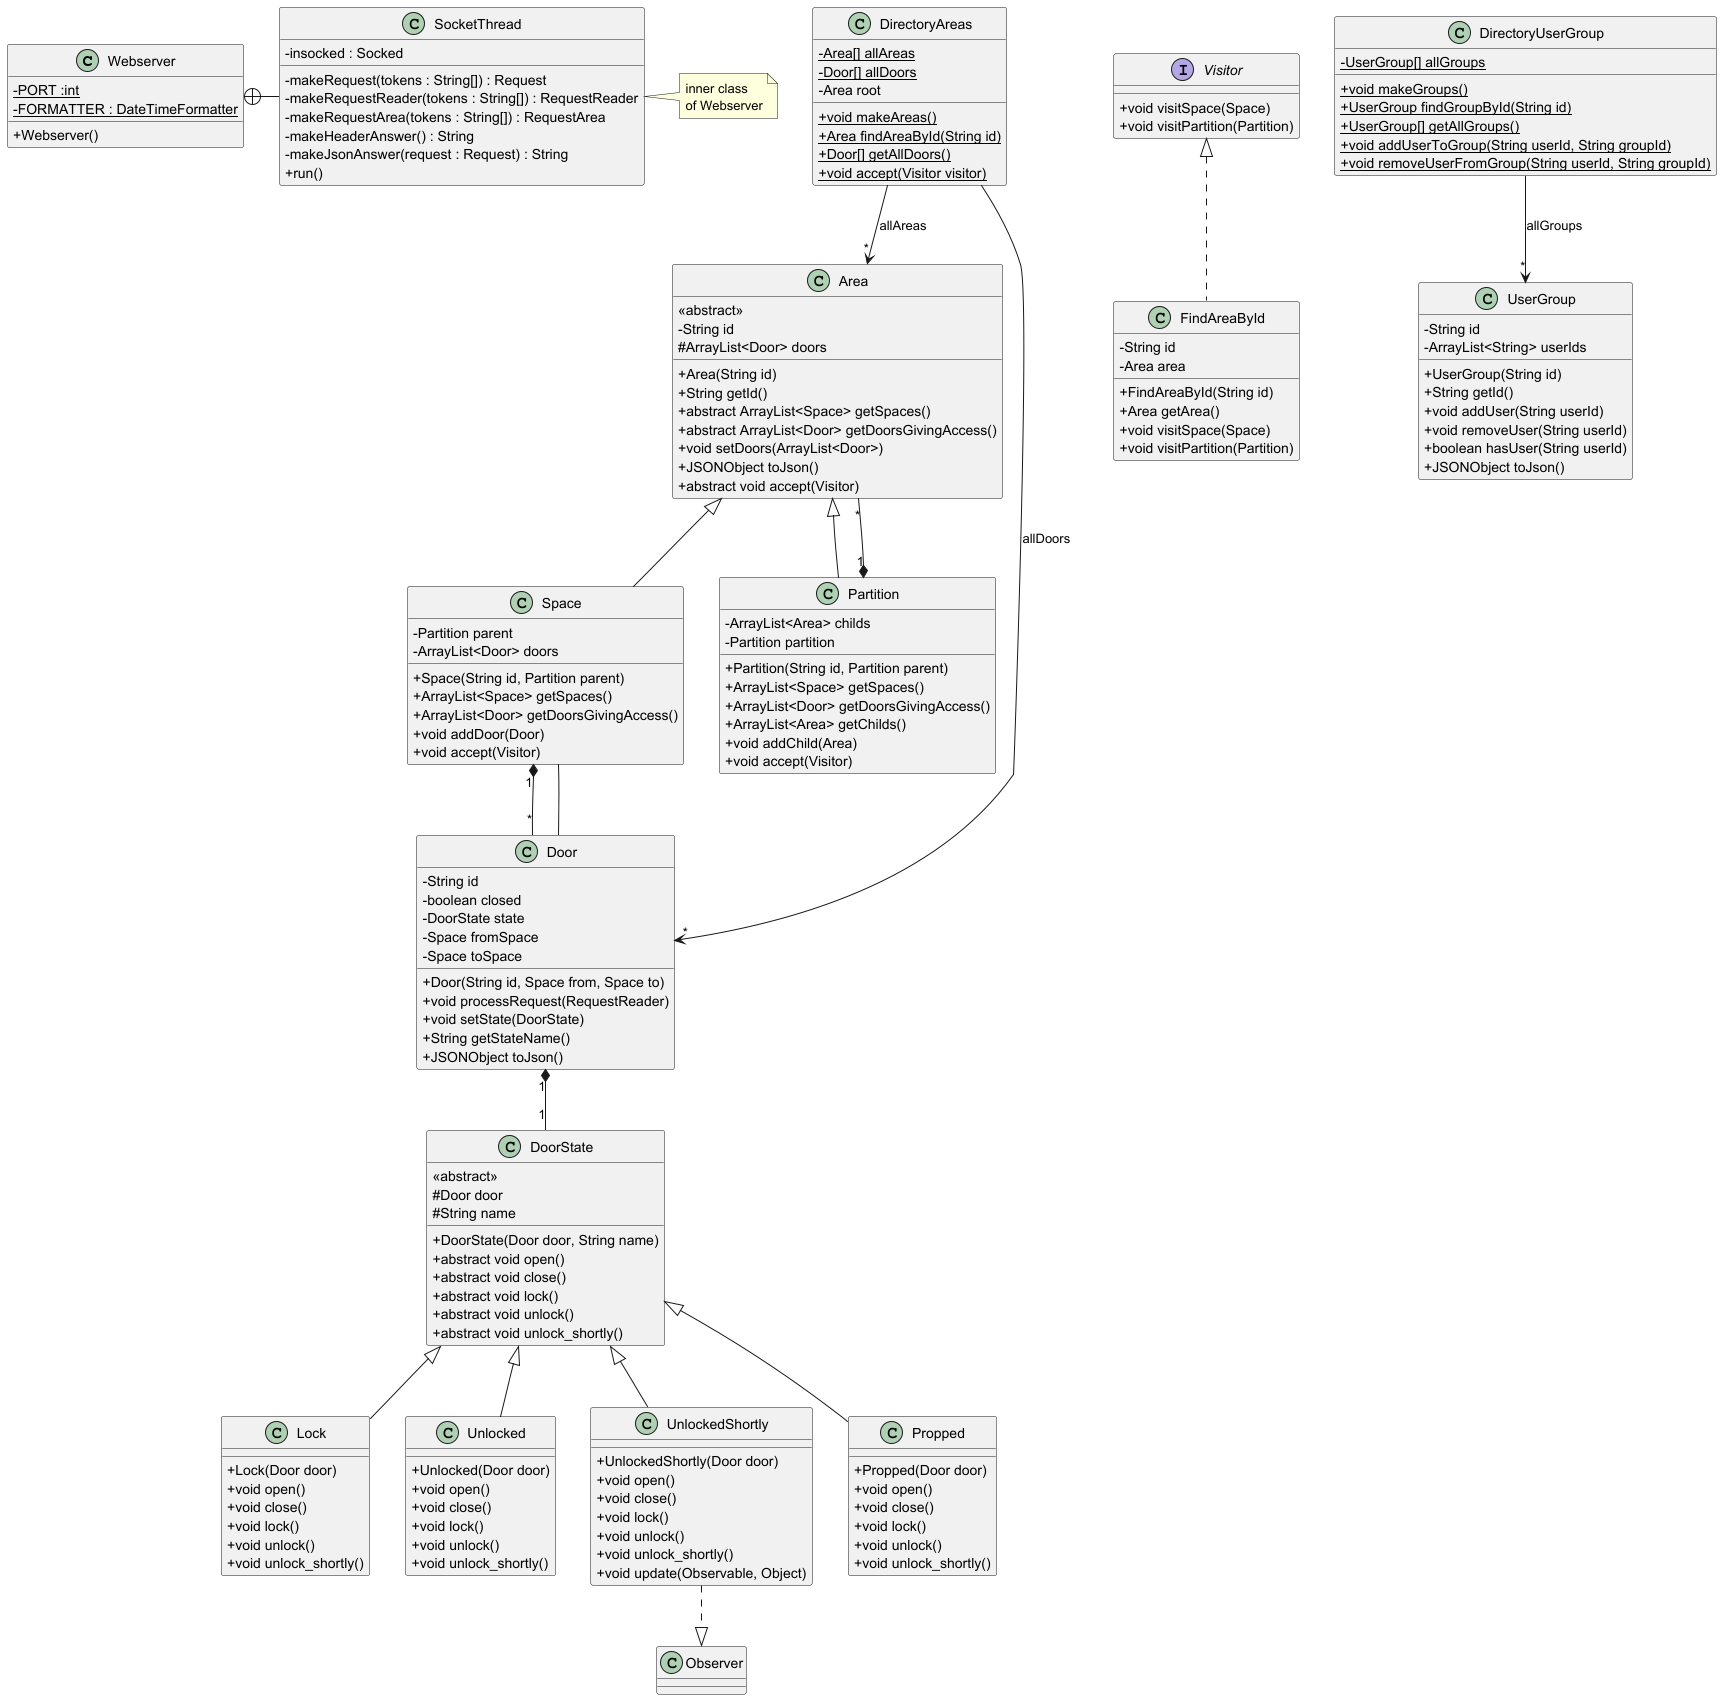 Webserver
-PORT :int
-FORMATTER : DateTimeFormatter
+Webserver()
SocketThread
-insocked : Socked
-makeRequest(tokens : String[]) : Request
-makeRequestReader(tokens : String[]) : RequestReader
-makeRequestArea(tokens : String[]) : RequestArea
-makeHeaderAnswer() : String
-makeJsonAnswer(request : Request) : String
+run()
inner class
of Webserver
DirectoryAreas
-Area[] allAreas
-Door[] allDoors
-Area root
+void makeAreas()
+Area findAreaById(String id)
+Door[] getAllDoors()
+void accept(Visitor visitor)
Visitor
+void visitSpace(Space)
+void visitPartition(Partition)
DirectoryUserGroup
-UserGroup[] allGroups
+void makeGroups()
+UserGroup findGroupById(String id)
+UserGroup[] getAllGroups()
+void addUserToGroup(String userId, String groupId)
+void removeUserFromGroup(String userId, String groupId)
allAreas
*
allGroups
*
Area
«abstract»
-String id
#ArrayList<Door> doors
+Area(String id)
+String getId()
+abstract ArrayList<Space> getSpaces()
+abstract ArrayList<Door> getDoorsGivingAccess()
+void setDoors(ArrayList<Door>)
+JSONObject toJson()
+abstract void accept(Visitor)
FindAreaById
-String id
-Area area
+FindAreaById(String id)
+Area getArea()
+void visitSpace(Space)
+void visitPartition(Partition)
UserGroup
-String id
-ArrayList<String> userIds
+UserGroup(String id)
+String getId()
+void addUser(String userId)
+void removeUser(String userId)
+boolean hasUser(String userId)
+JSONObject toJson()
*
1
allDoors
Space
-Partition parent
-ArrayList<Door> doors
+Space(String id, Partition parent)
+ArrayList<Space> getSpaces()
+ArrayList<Door> getDoorsGivingAccess()
+void addDoor(Door)
+void accept(Visitor)
Partition
-ArrayList<Area> childs
-Partition partition
+Partition(String id, Partition parent)
+ArrayList<Space> getSpaces()
+ArrayList<Door> getDoorsGivingAccess()
+ArrayList<Area> getChilds()
+void addChild(Area)
+void accept(Visitor)
1
*
*
Door
-String id
-boolean closed
-DoorState state
-Space fromSpace
-Space toSpace
+Door(String id, Space from, Space to)
+void processRequest(RequestReader)
+void setState(DoorState)
+String getStateName()
+JSONObject toJson()
1
1
DoorState
«abstract»
#Door door
#String name
+DoorState(Door door, String name)
+abstract void open()
+abstract void close()
+abstract void lock()
+abstract void unlock()
+abstract void unlock_shortly()
Lock
+Lock(Door door)
+void open()
+void close()
+void lock()
+void unlock()
+void unlock_shortly()
Unlocked
+Unlocked(Door door)
+void open()
+void close()
+void lock()
+void unlock()
+void unlock_shortly()
UnlockedShortly
+UnlockedShortly(Door door)
+void open()
+void close()
+void lock()
+void unlock()
+void unlock_shortly()
+void update(Observable, Object)
Propped
+Propped(Door door)
+void open()
+void close()
+void lock()
+void unlock()
+void unlock_shortly()
Observer